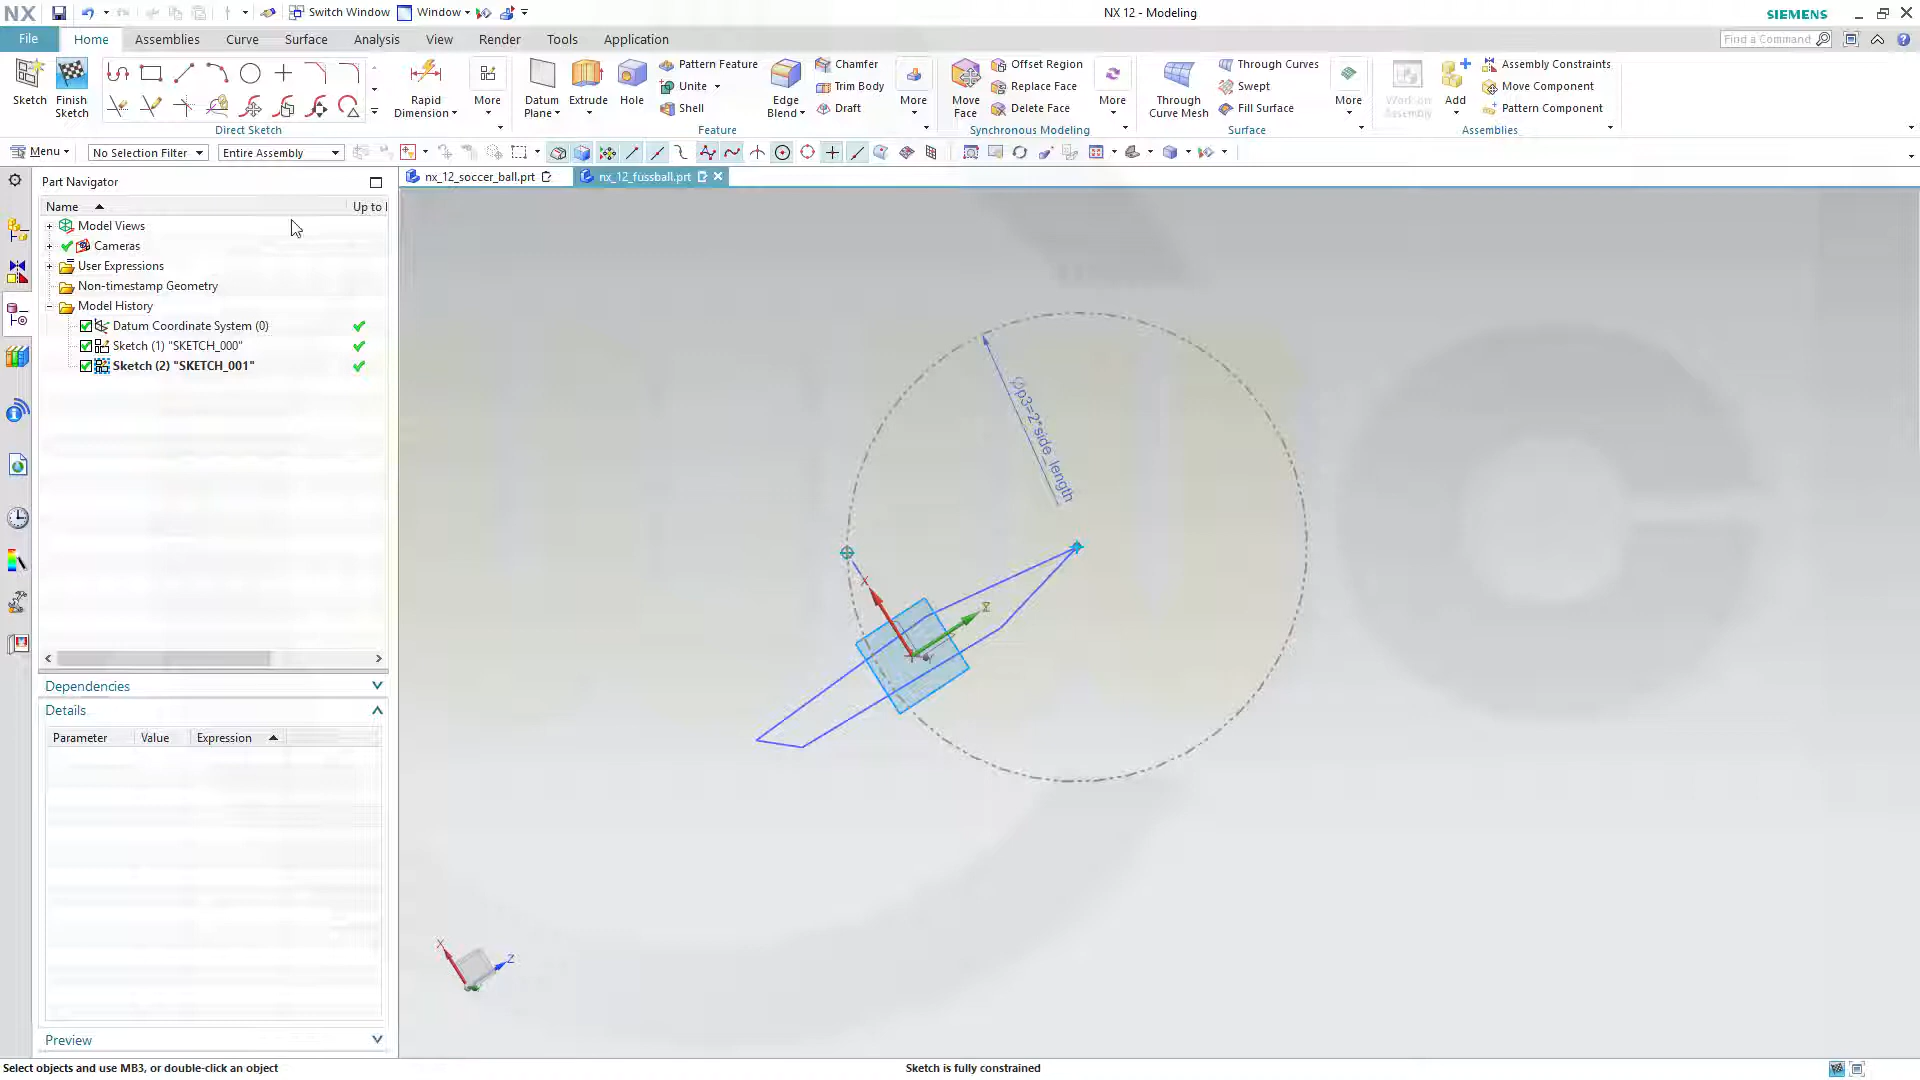 NX
Switch Window
Window
NX 12 - Modeling
SIEMENS
File
Home
Assemblies
Curve
Surface
Analysis
View
Render
Tools
Application
Find a Command
Sketch
Finish
Sketch
Direct Sketch
Rapid
Dimension
More
Datum
Plane
Extrude
Hole
Pattern Feature
Unite
Shell
Edge
Blend
Chamfer
Trim Body
Draft
More
Feature
Move
Face
Offset Region
Replace Face
Delete Face
More
Synchronous Modeling
Through
Curve Mesh
Through Curves
Swept
Fill Surface
More
Surface
Work on
Assembly
Add
Assembly Constraints
Move Component
Pattern Component
Assemblies
Menu
No Selection Filter
Entire Assembly
Part Navigator
nx_12_soccer_ball.prt
nx_12_fussball.prt
Name
Up to
Model Views
Cameras
User Expressions
Non-timestamp Geometry
Model History
Datum Coordinate System (0)
Sketch (1) "SKETCH_000"
Sketch (2) "SKETCH_001"
∅p3=2*side_length
X
Z
Y
Dependencies
Details
Parameter
Value
Expression
X
Z
Preview
Select objects and use MB3, or double-click an object
Sketch is fully constrained